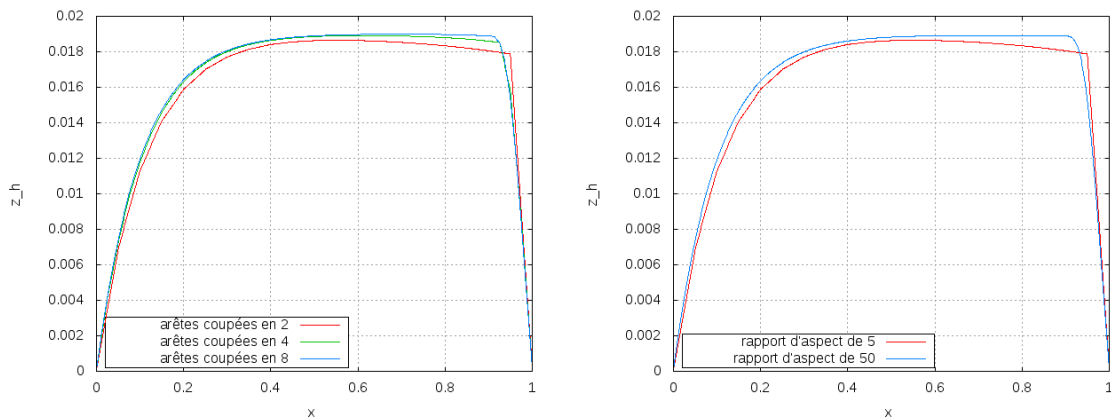 0.02
0.018
0.016
0.014
0.012
0.01
0.008
0.006
0.004
0.002
0
z_h
arêtes coupées en 2
arêtes coupées en 4
arêtes coupées en 8
0 0.2 0.4 0.6 0.8 1
x
0.02
0.018
0.016
0.014
0.012
0.01
0.008
0.006
0.004
0.002
0
z_h
rapport d'aspect de 5
rapport d'aspect de 50
0 0.2 0.4 0.6 0.8 1
x